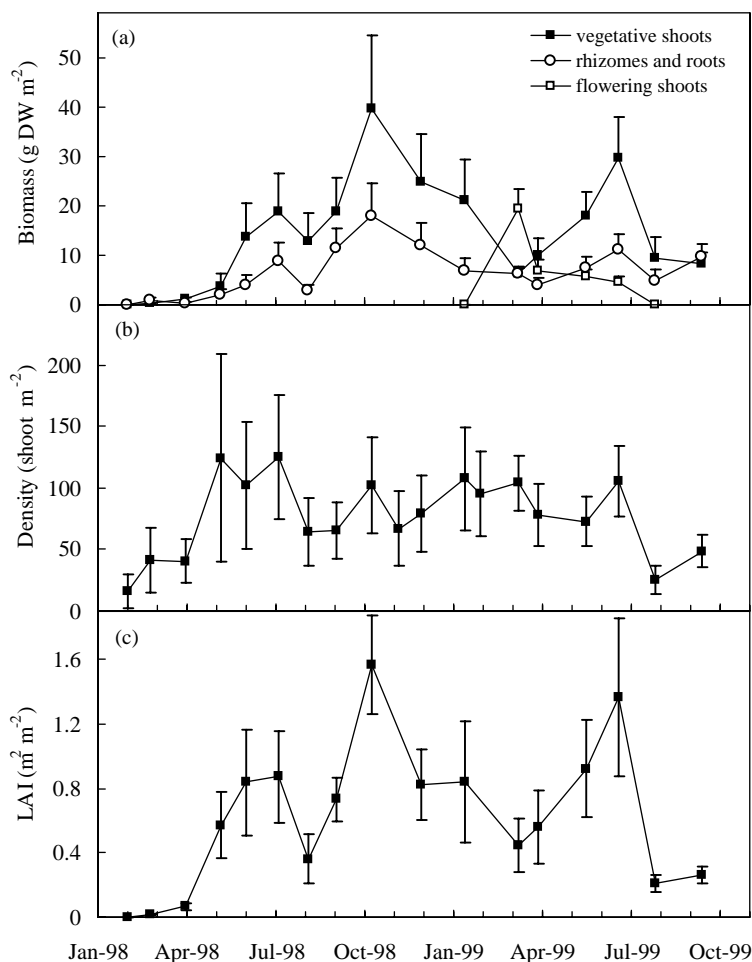 (a)
vegetative shoots
rhizomes and roots
flowering shoots
Biomass (g DW m-2)
50
40
30
20
10
0
(b)
Density (shoot m-2)
200
150
100
50
0
(c)
LAI (m2 m-2)
1.6
1.2
0.8
0.4
0
Jan-98 Apr-98 Jul-98 Oct-98 Jan-99 Apr-99 Jul-99 Oct-99